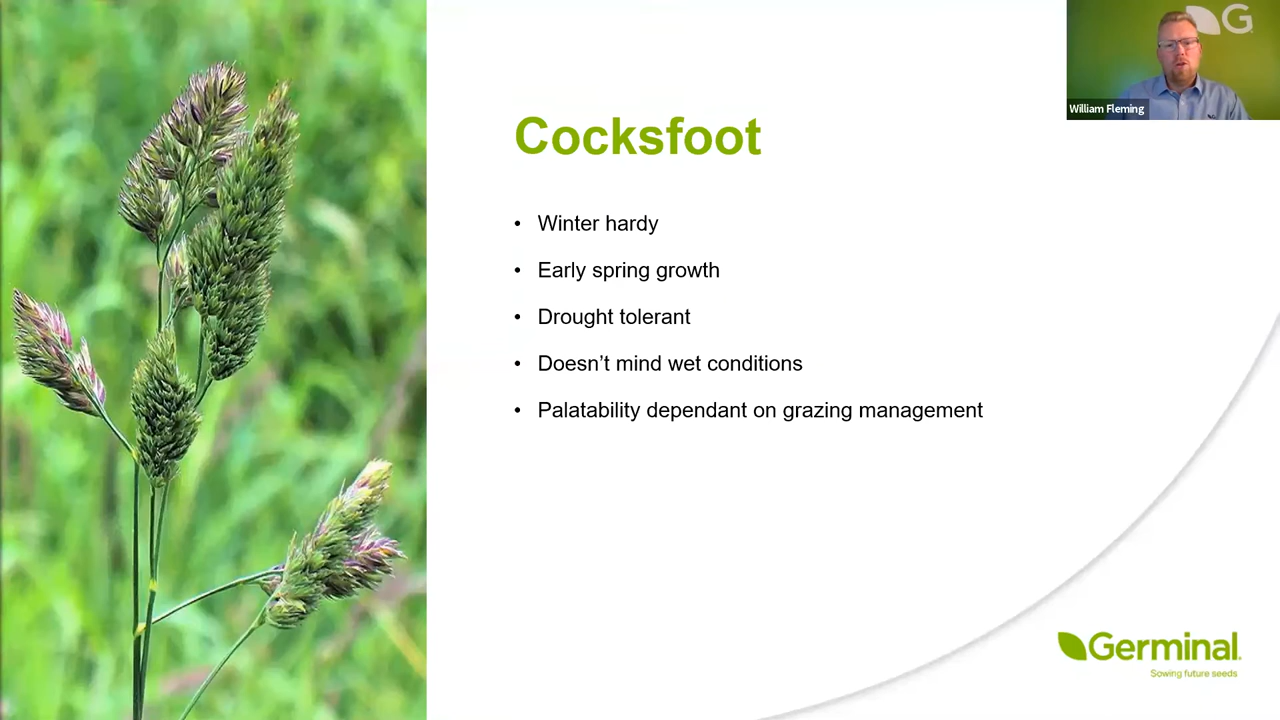 William Fleming
Cocksfoot
• Winter hardy
• Early spring growth
• Drought tolerant
• Doesn’t mind wet conditions
• Palatability dependant on grazing management
Germinal
Sowing future seeds
G